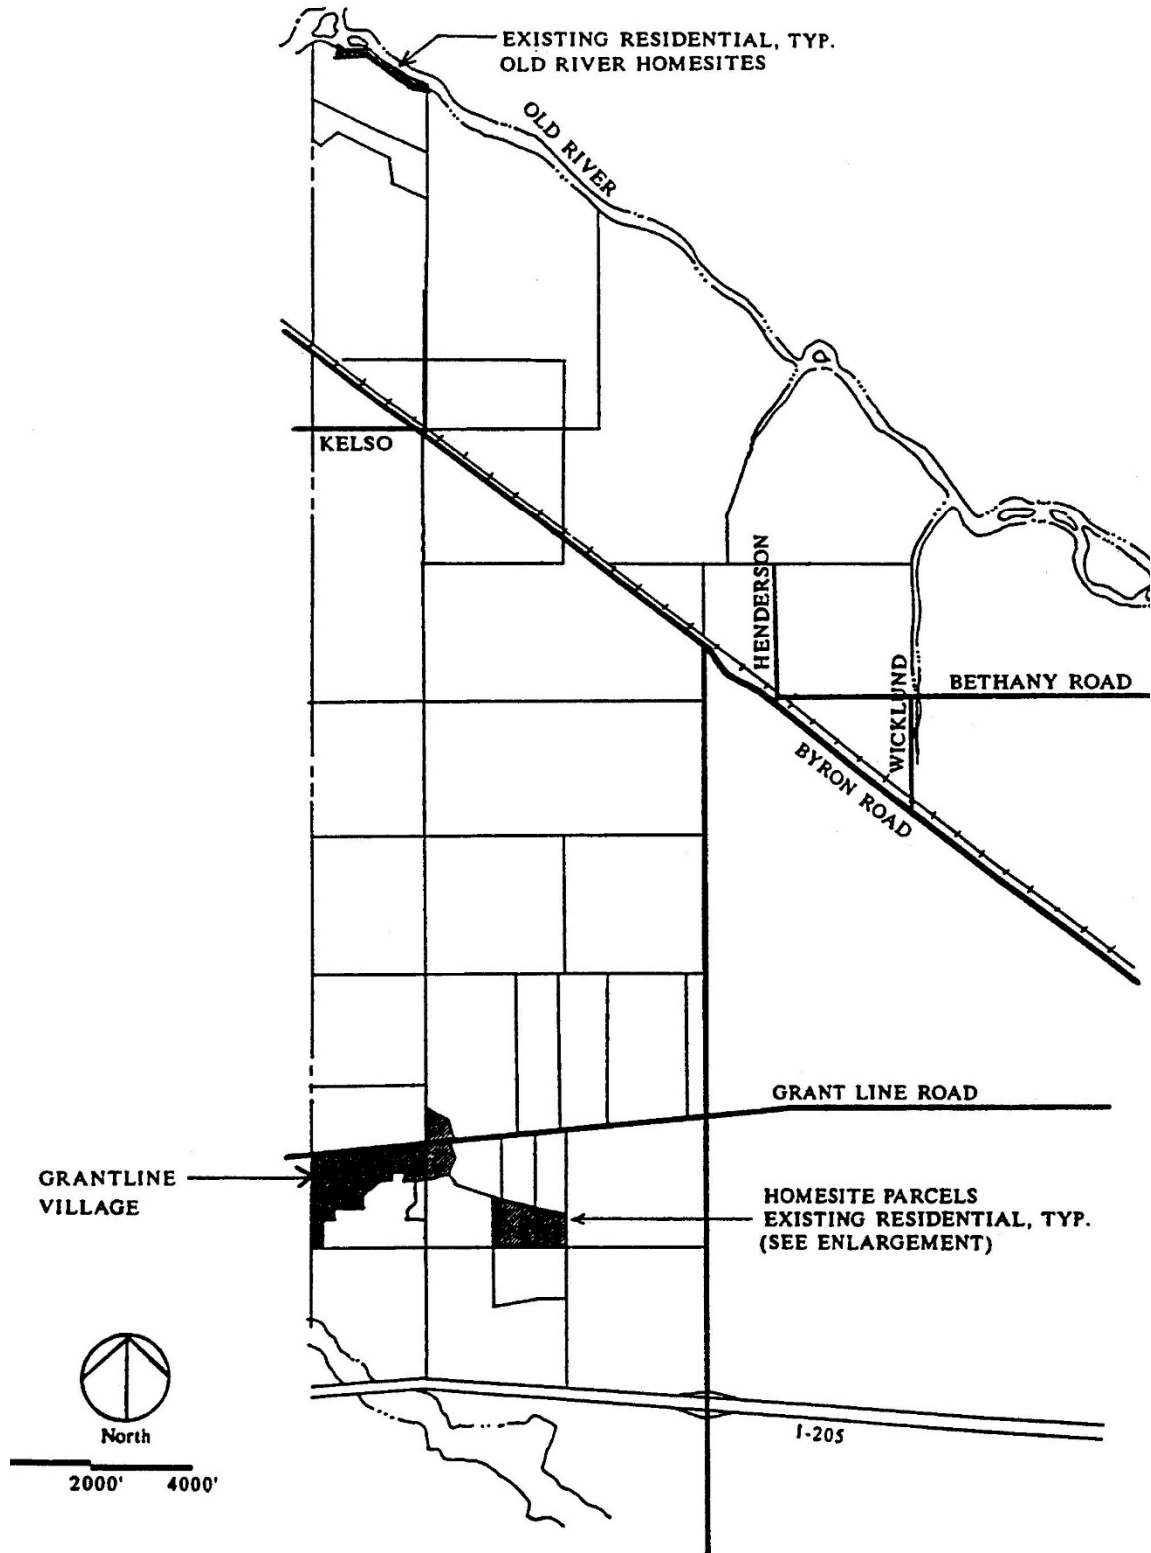 EXISTING RESIDENTIAL, TYP.
OLD RIVER HOMESITES
OLD RIVER
KELSO
HENDERSON
WICKLUND
BETHANY ROAD
BYRON ROAD
GRANT LINE ROAD
GRANTLINE
VILLAGE
HOMESITE PARCELS
EXISTING RESIDENTIAL, TYP.
(SEE ENLARGEMENT)
North
I-205
2000' 4000'